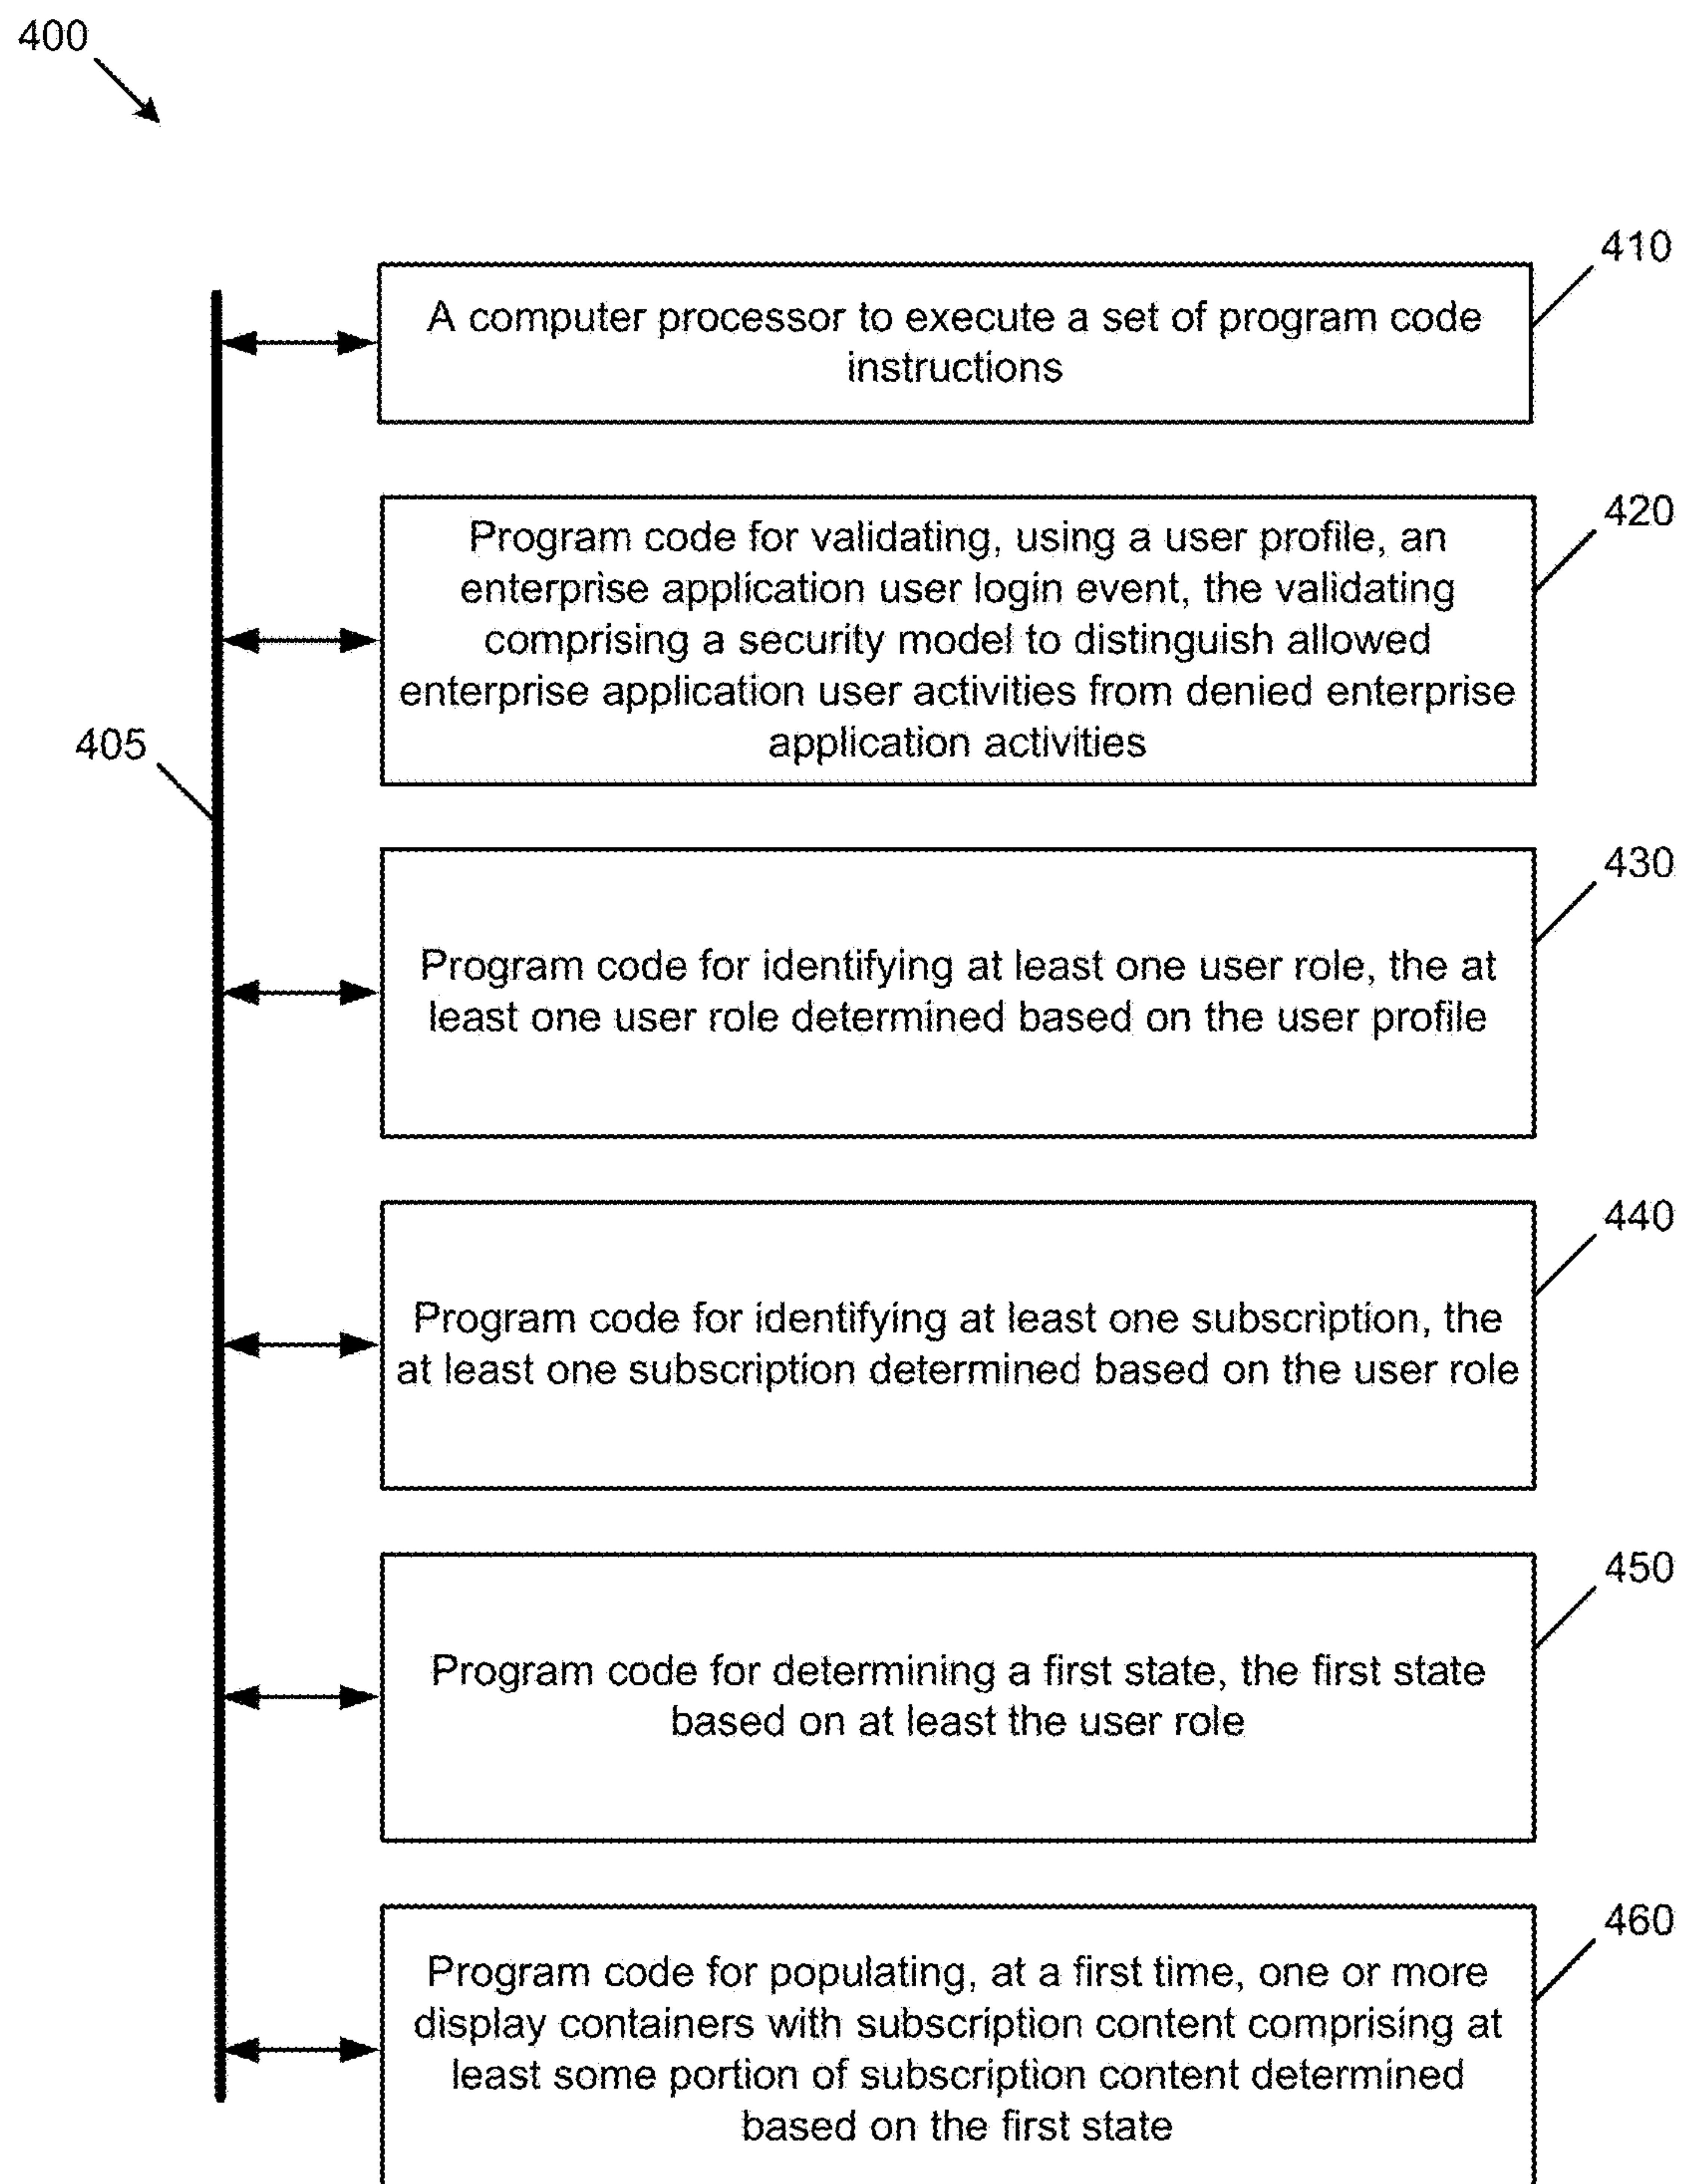 400
410
A computer processor to execute a set of program code
instructions
420
Program code for validating, using a user profile, an
enterprise application user login event, the validating
comprising a security model to distinguish allowed
enterprise application user activities from denied enterprise
application activities
405
430
Program code for identifying at least one user role, the at
least one user role determined based on the user profile
440
Program code for identifying at least one subscription, the
at least one subscription determined based on the user role
450
Program code for determining a first state, the first state
based on at least the user role
460
Program code for populating, at a first time, one or more
display containers with subscription content comprising at
least some portion of subscription content determined
based on the first state